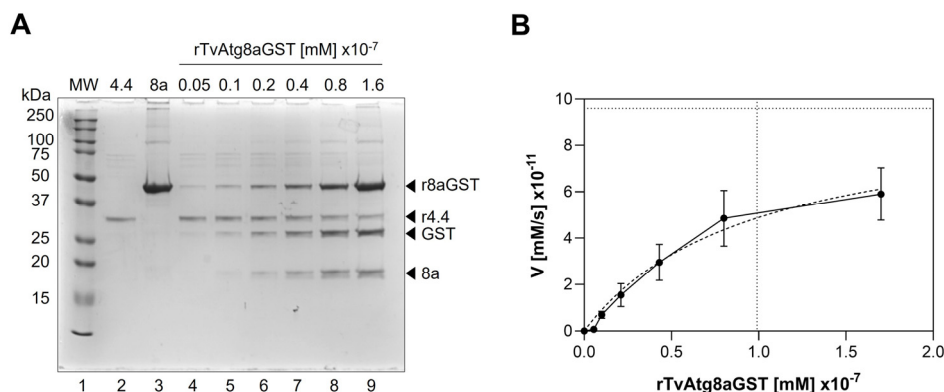 A
rTvAtg8aGST [mM] x10-7
MW 4.4 8a 0.05 0.1 0.2 0.4 0.8 1.6
kDa
250
100
75
50
37
25
20
15
r8aGST
r4.4
GST
8a
1 2 3 4 5 6 7 8 9
B
V [mM/s] x10-11
10
8
6
4
2
0
0.0 0.5 1.0 1.5 2.0
rTvAtg8aGST [mM] x10-7